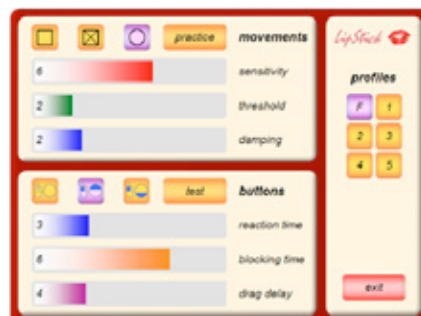 practice movements
6 sensitivity
2 threshold
2 damping
test buttons
3 reaction time
6 blocking time
4 drag delay
LipStick
profiles
P 1
2 3
4 5
exit